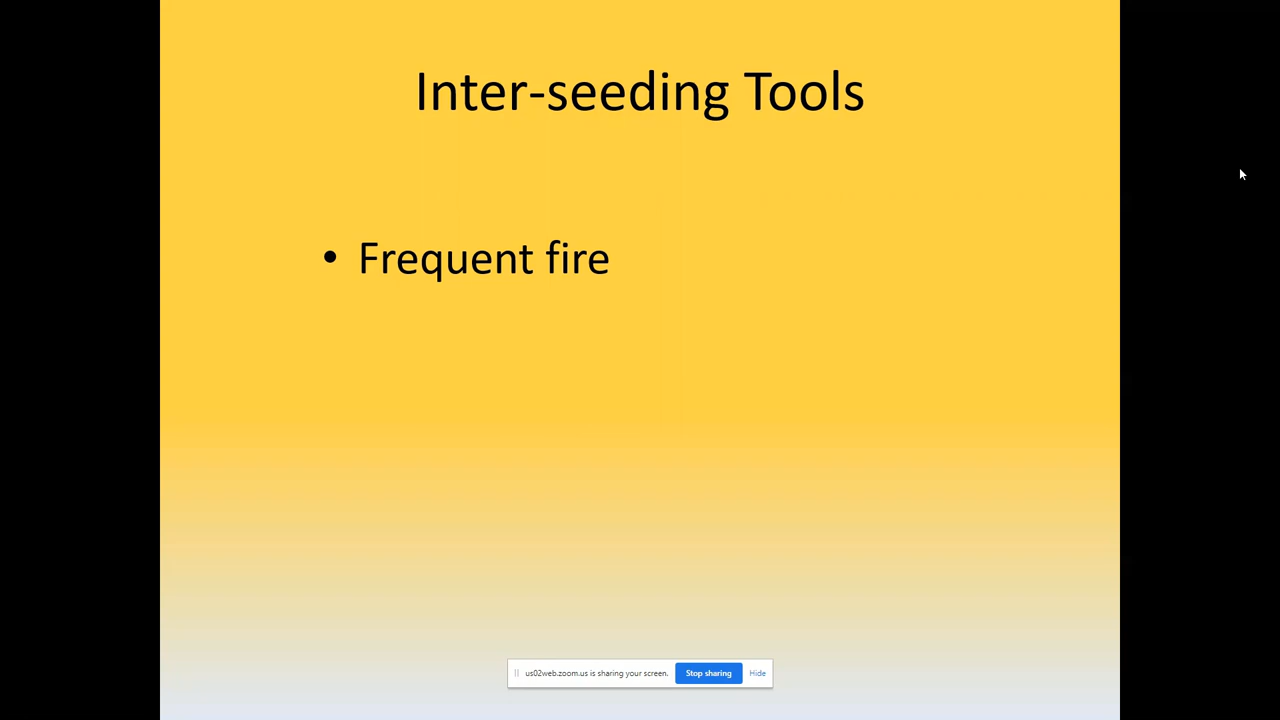 Inter-seeding Tools
• Frequent fire
us02web.zoom.us is sharing your screen. Stop sharing Hide